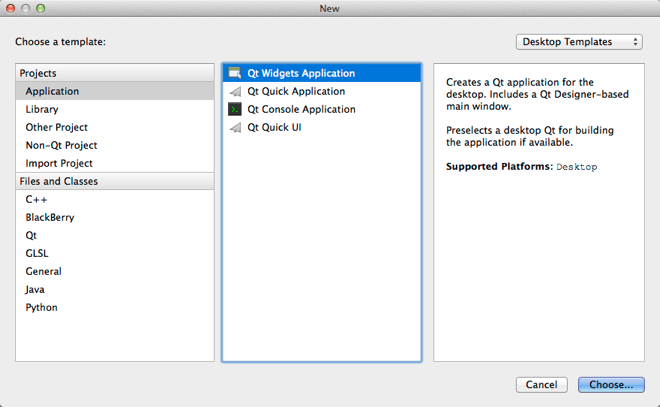 New
Choose a template:
Desktop Templates
Projects
Application
Library
Other Project
Non-Qt Project
Import Project
Files and Classes
C++
BlackBerry
Qt
GLSL
General
Java
Python
Qt Widgets Application
Qt Quick Application
Qt Console Application
Qt Quick UI
Creates a Qt application for the
desktop. Includes a Qt Designer-based
main window.
Preselects a desktop Qt for building
the application if available.
Supported Platforms: Desktop
Cancel
Choose...